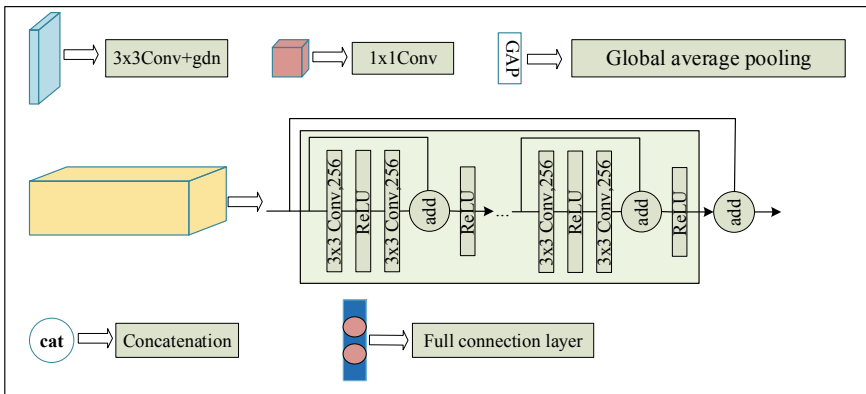 3x3Conv+gdn
1x1Conv
GAP
Global average pooling
3x3 Conv,256
ReLU
3x3 Conv,256
add
ReLU
...
3x3 Conv,256
ReLU
3x3 Conv,256
add
ReLU
add
cat
Concatenation
Full connection layer